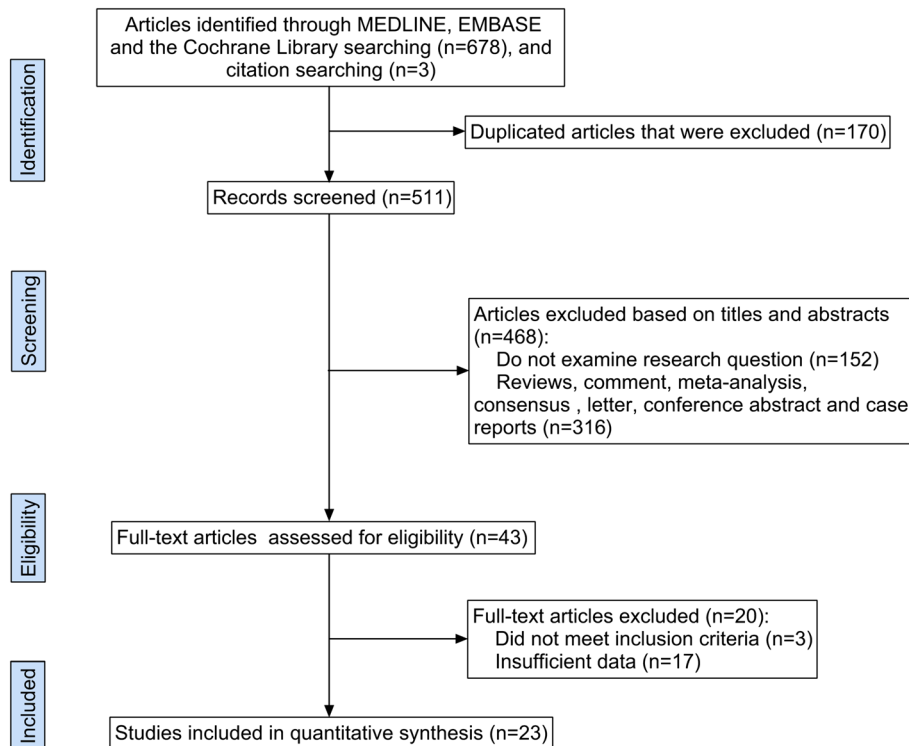 Articles identified through MEDLINE, EMBASE
and the Cochrane Library searching (n=678), and
citation searching (n=3)
Identification
Duplicated articles that were excluded (n=170)
Records screened (n=511)
Screening
Articles excluded based on titles and abstracts
(n=468):
Do not examine research question (n=152)
Reviews, comment, meta-analysis,
consensus , letter, conference abstract and case
reports (n=316)
Eligibility
Full-text articles assessed for eligibility (n=43)
Full-text articles excluded (n=20):
Did not meet inclusion criteria (n=3)
Insufficient data (n=17)
Included
Studies included in quantitative synthesis (n=23)